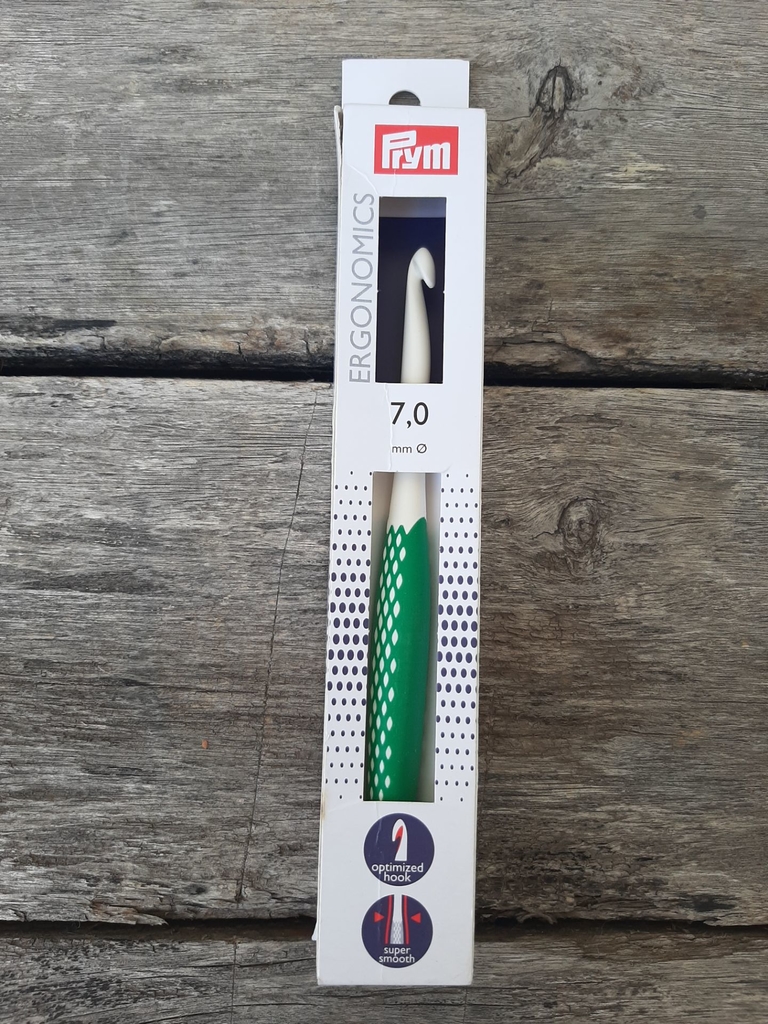 Prym
ERGONOMICS
7,0
mm Ø
optimized
hook
super
smooth